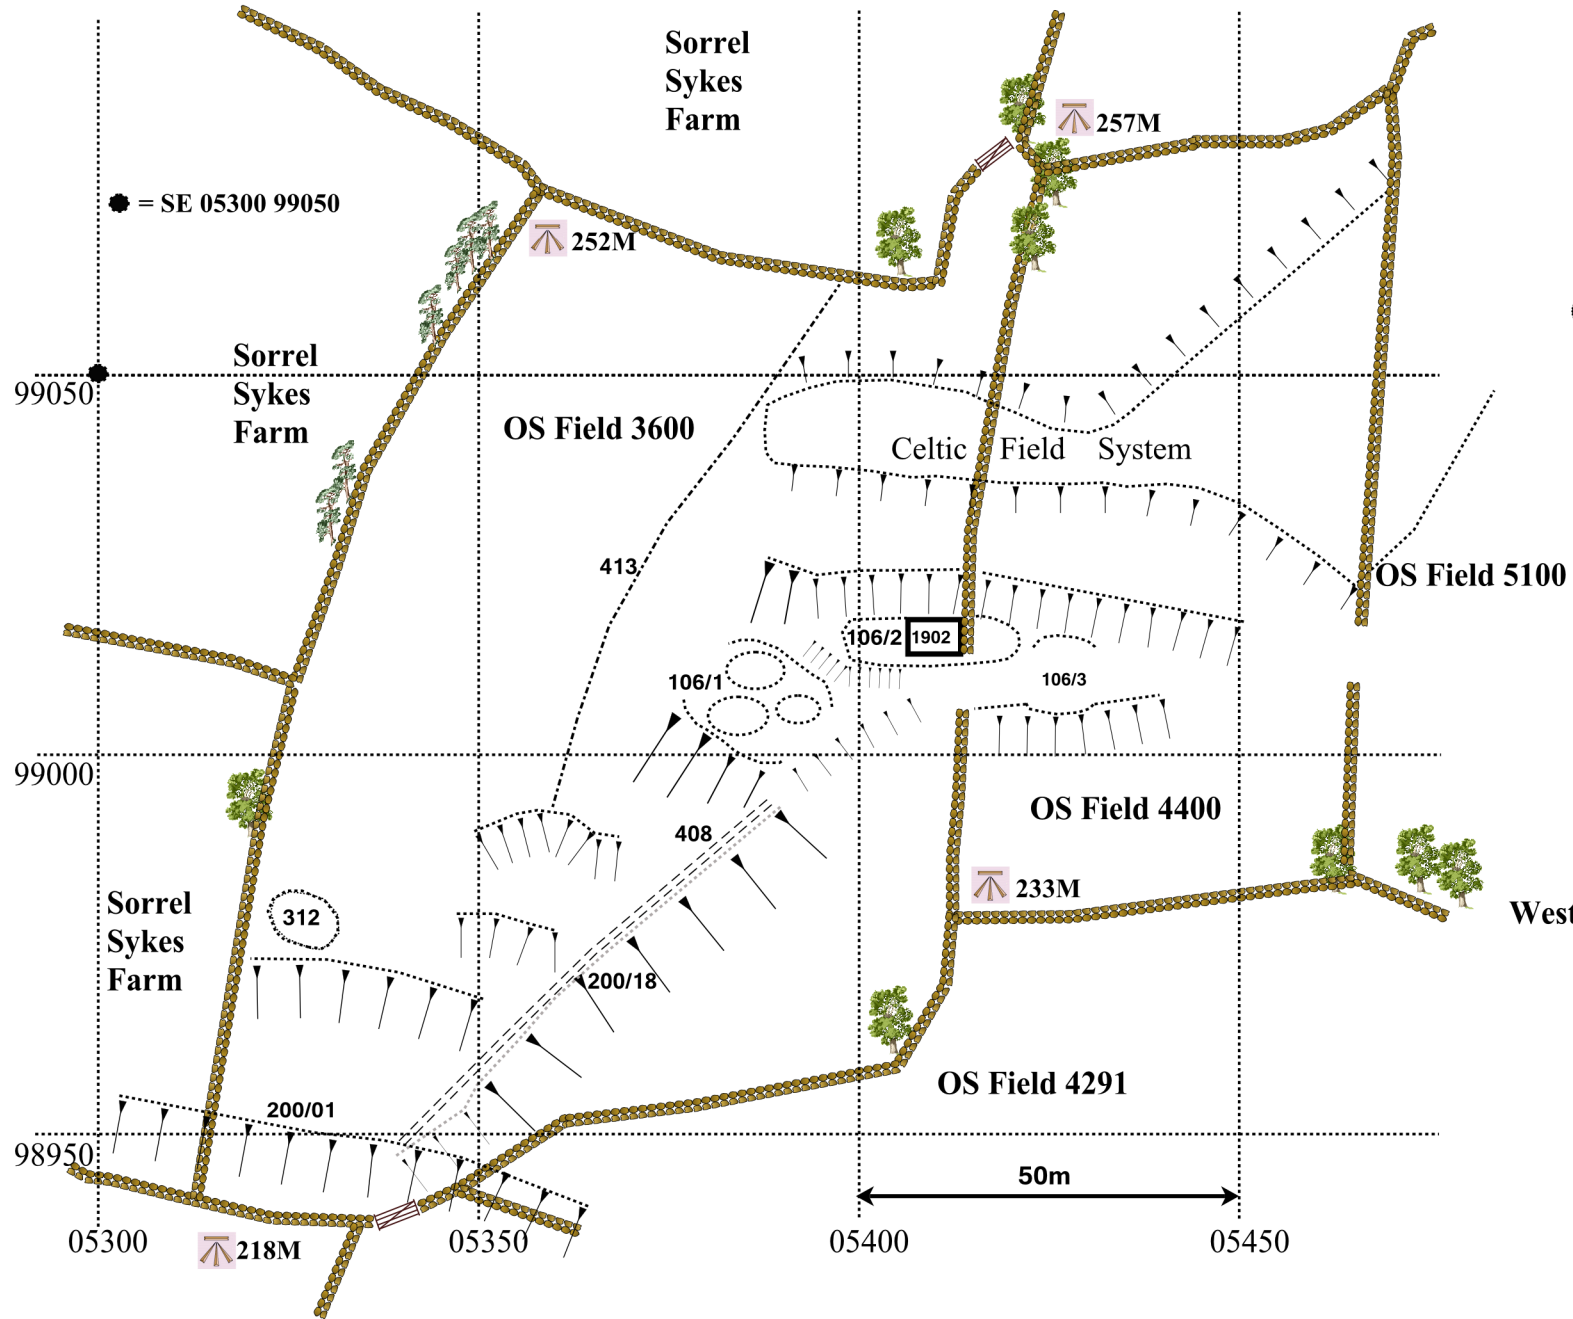 Sorrel
Sykes
Farm
257M
= SE 05300 99050
252M
Sorrel
Sykes
Farm
99050
OS Field 3600
Celtic Field System
413
OS Field 5100
106/2
1902
106/1
106/3
99000
OS Field 4400
408
233M
Sorrel
Sykes
Farm
312
West
200/18
OS Field 4291
200/01
98950
50m
05300
05350
05400
05450
218M